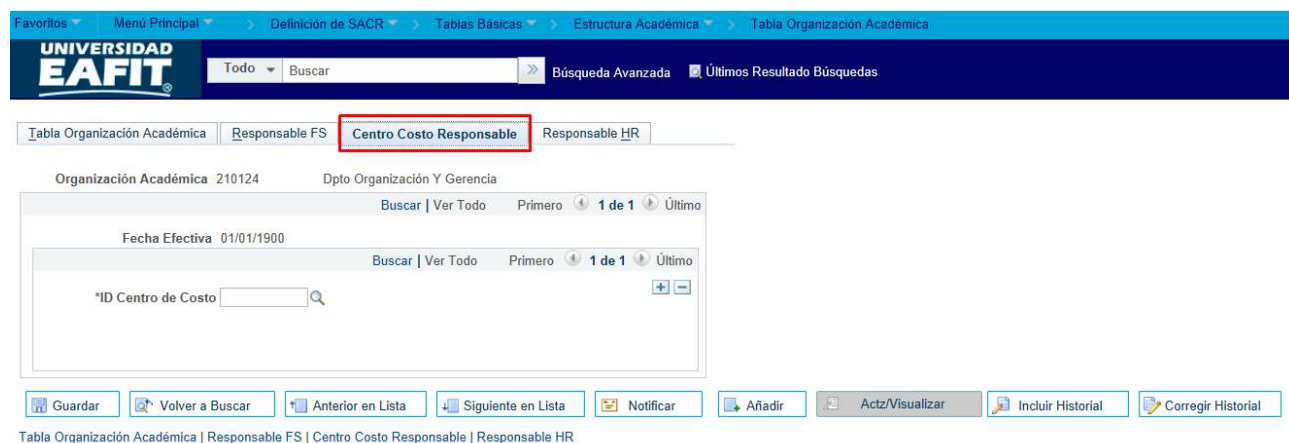 Favoritos Menú Principal Definición de SACR Tablas Básicas Estructura Académica Tabla Organización Académica
UNIVERSIDAD
EAFIT®
Todo Buscar » Búsqueda Avanzada Últimos Resultado Búsquedas
Tabla Organización Académica Responsable FS Centro Costo Responsable Responsable HR
Organización Académica 210124 Dpto Organización Y Gerencia
Buscar | Ver Todo Primero 1 de 1 Último
Fecha Efectiva 01/01/1900
Buscar | Ver Todo Primero 1 de 1 Último
*ID Centro de Costo
Guardar Volver a Buscar Anterior en Lista Siguiente en Lista Notificar Añadir Actz/Visualizar Incluir Historial Corregir Historial
Tabla Organización Académica | Responsable FS | Centro Costo Responsable | Responsable HR